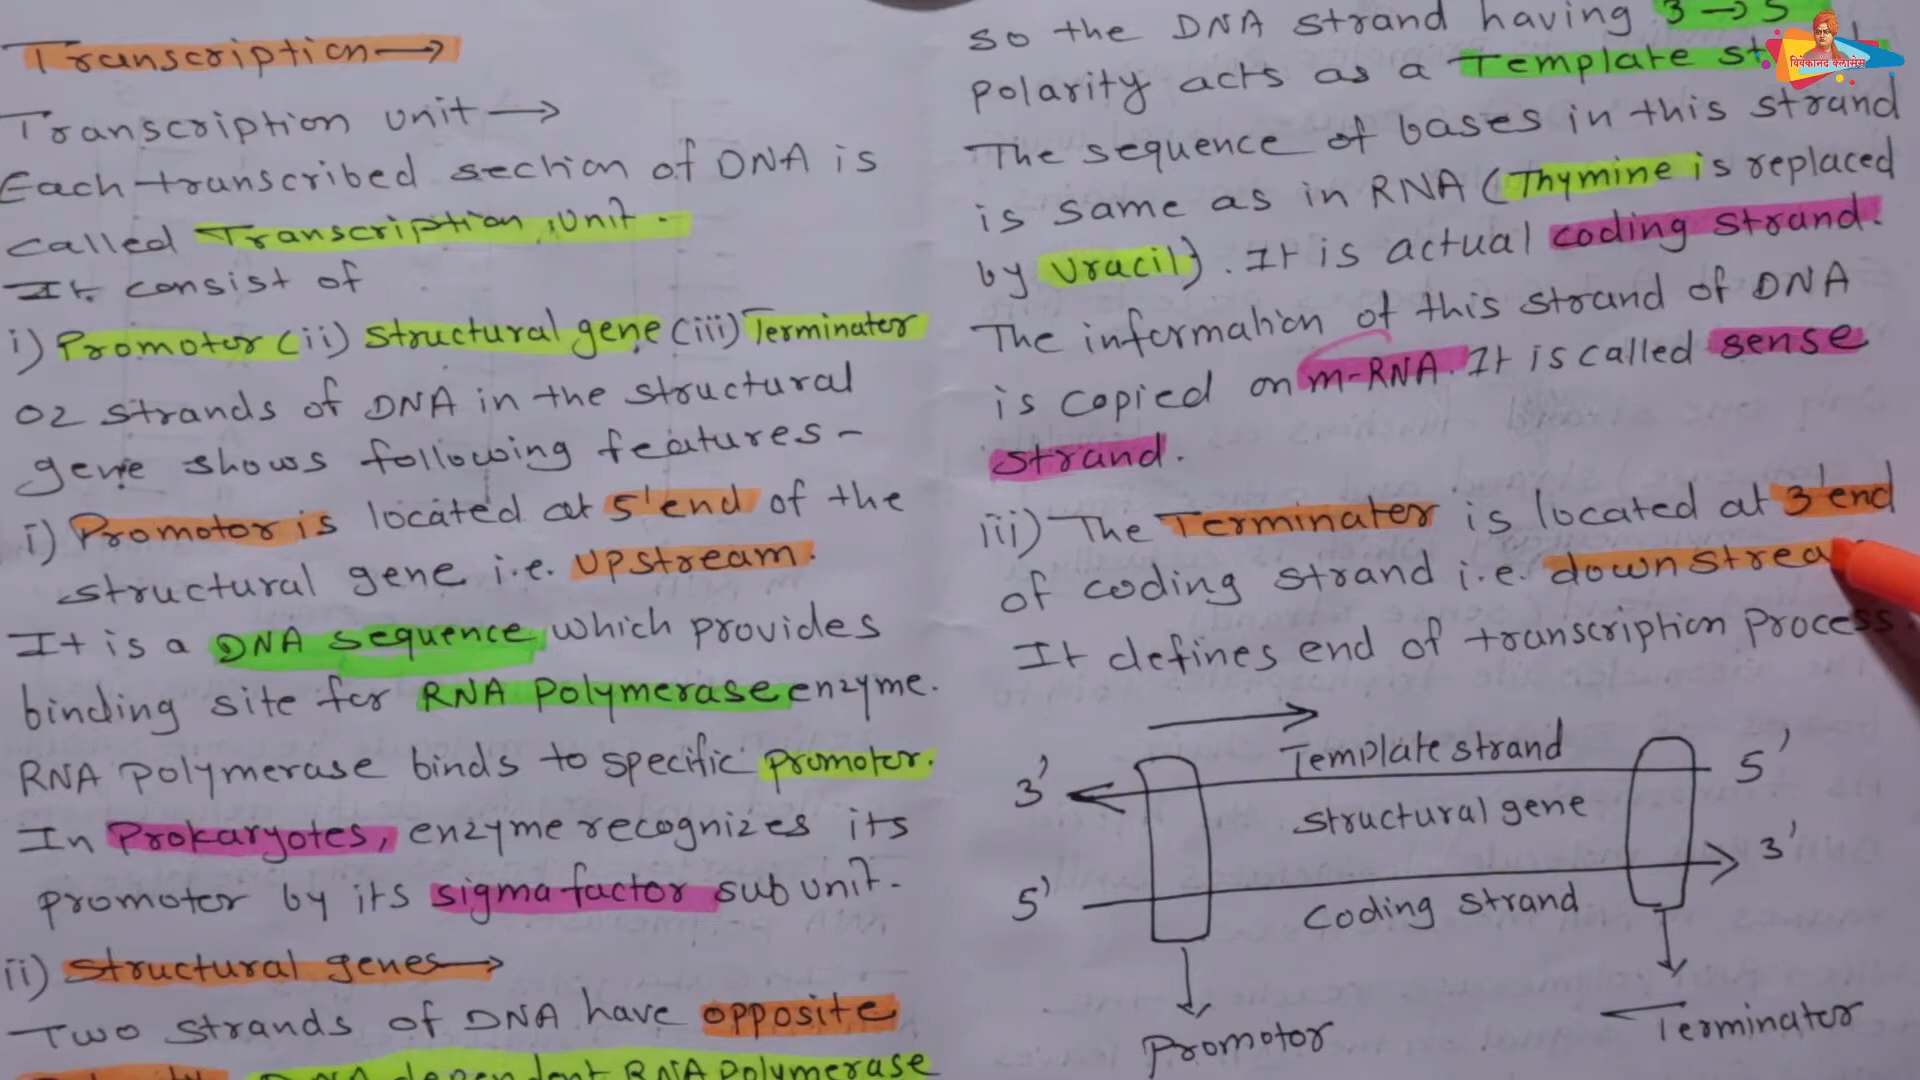 Transcription →
Transcription unit →
Each transcribed section of DNA is
called Transcription unit.
It consist of
i) Promotor (ii) Structural gene (iii) Terminater
02 strands of DNA in the structural
gene shows following features -
i) Promotor is located at 5' end of the
structural gene i.e. Upstream.
It is a DNA sequence which provides
binding site for RNA Polymerase enzyme.
RNA Polymerase binds to specific promoter.
In Prokaryotes, enzyme recognizes its
promoter by its sigma factor sub unit.
ii) Structural genes →
Two strands of DNA have opposite
DNA dependent RNA Polymerase
so the DNA strand having 3 → 5
polarity acts as a Template
The sequence of bases in this strand
is same as in RNA (Thymine is replaced
by Uracil). It is actual coding strand.
The information of this strand of DNA
is copied on m-RNA. It is called sense
strand.
iii) The Terminater is located at 3' end
of coding strand i.e. down
It defines end of transcription process.
Template strand
3' 5'
Structural gene
5' 3'
Coding strand
Promotor
Terminator
विवेकानंद क्लासेस